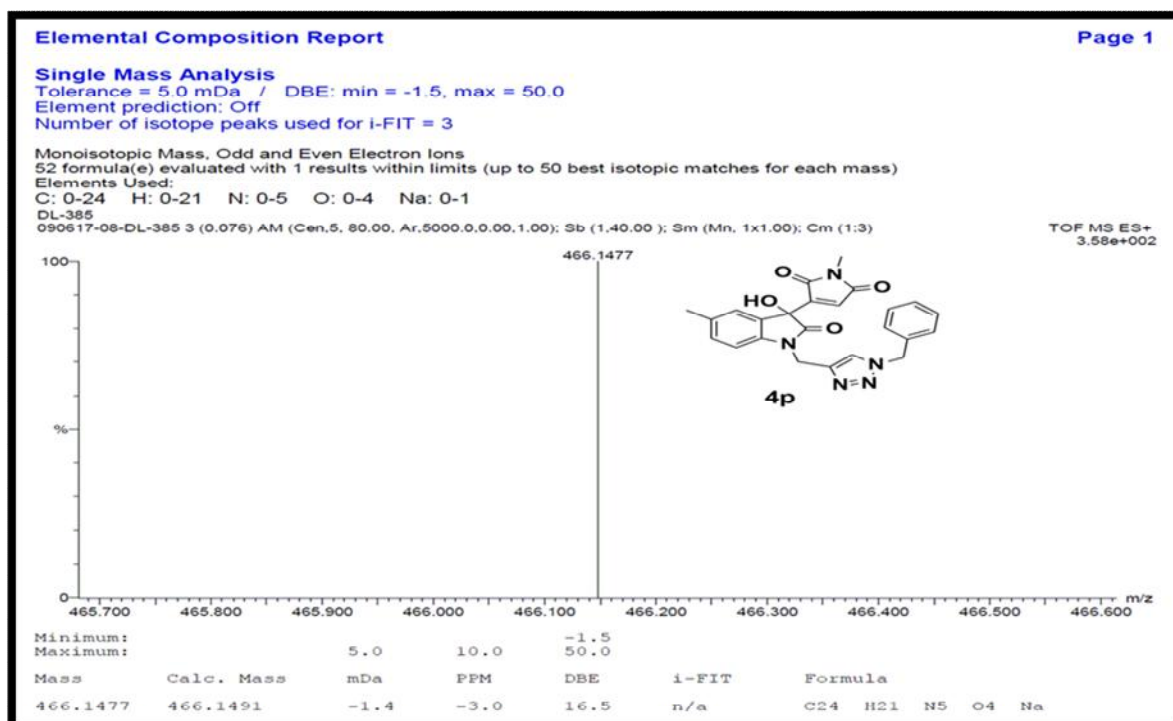 Elemental Composition Report Page 1
Single Mass Analysis
Tolerance = 5.0 mDa / DBE: min = -1.5, max = 50.0
Element prediction: Off
Number of isotope peaks used for i-FIT = 3
Monoisotopic Mass, Odd and Even Electron Ions
52 formula(e) evaluated with 1 results within limits (up to 50 best isotopic matches for each mass)
Elements Used:
C: 0-24 H: 0-21 N: 0-5 O: 0-4 Na: 0-1
DL-385
090617-08-DL-385 3 (0.076) AM (Cen,5, 80.00, Ar,5000.0,0.00,1.00); Sb (1,40.00 ); Sm (Mn, 1x1.00); Cm (1:3) TOF MS ES+
3.58e+002
100 466.1477
O N O
HO
O
N N
N=N
4p
%
0
465.700 465.800 465.900 466.000 466.100 466.200 466.300 466.400 466.500 466.600 m/z
Minimum: -1.5
Maximum: 5.0 10.0 50.0
Mass Calc. Mass mDa PPM DBE i-FIT Formula
466.1477 466.1491 -1.4 -3.0 16.5 n/a C24 H21 N5 O4 Na